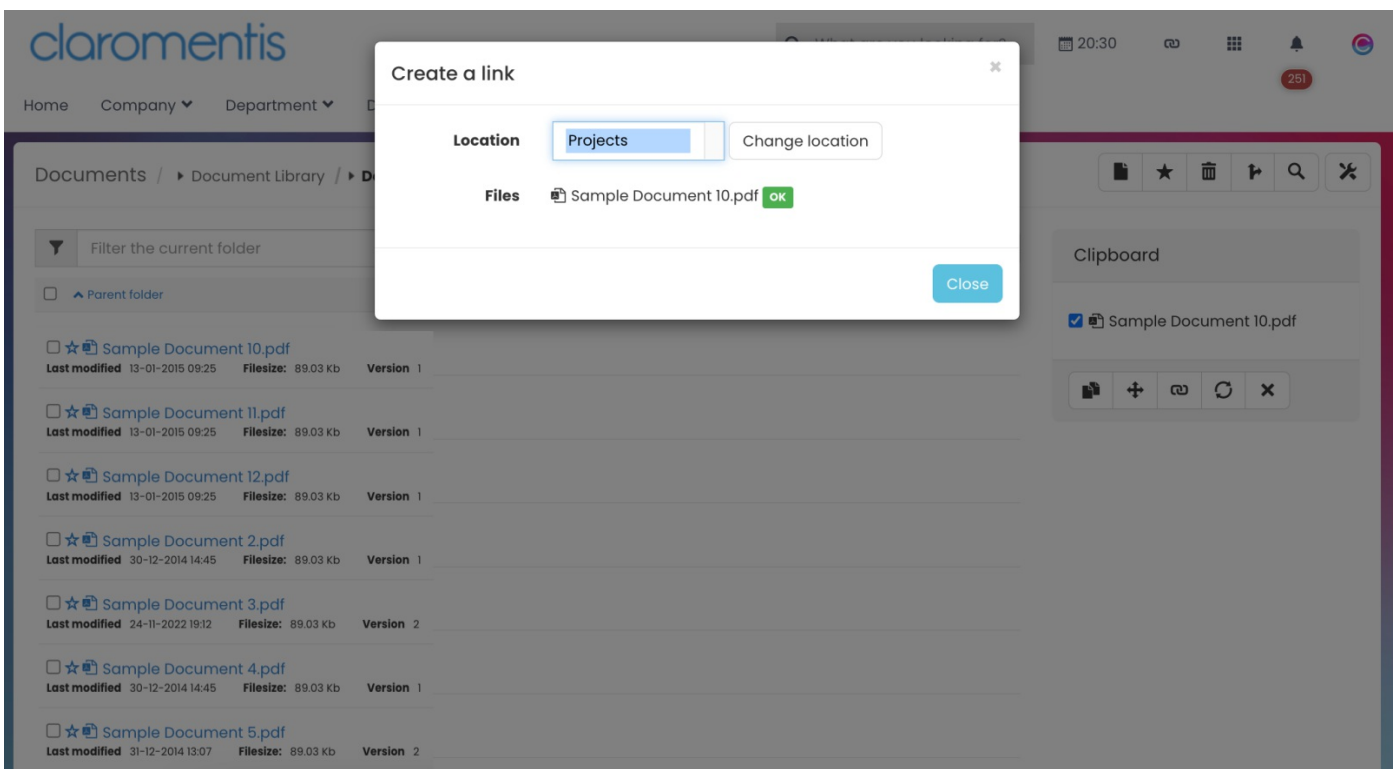 claromentis
20:30
251
Home Company Department
Create a link
Location Projects Change location
Files Sample Document 10.pdf OK
Close
Documents / Document Library /
Filter the current folder
Parent folder
Sample Document 10.pdf
Last modified 13-01-2015 09:25 Filesize: 89.03 Kb Version 1
Sample Document 11.pdf
Last modified 13-01-2015 09:25 Filesize: 89.03 Kb Version 1
Sample Document 12.pdf
Last modified 13-01-2015 09:25 Filesize: 89.03 Kb Version 1
Sample Document 2.pdf
Last modified 30-12-2014 14:45 Filesize: 89.03 Kb Version 1
Sample Document 3.pdf
Last modified 24-11-2022 19:12 Filesize: 89.03 Kb Version 2
Sample Document 4.pdf
Last modified 30-12-2014 14:45 Filesize: 89.03 Kb Version 1
Sample Document 5.pdf
Last modified 31-12-2014 13:07 Filesize: 89.03 Kb Version 2
Clipboard
Sample Document 10.pdf